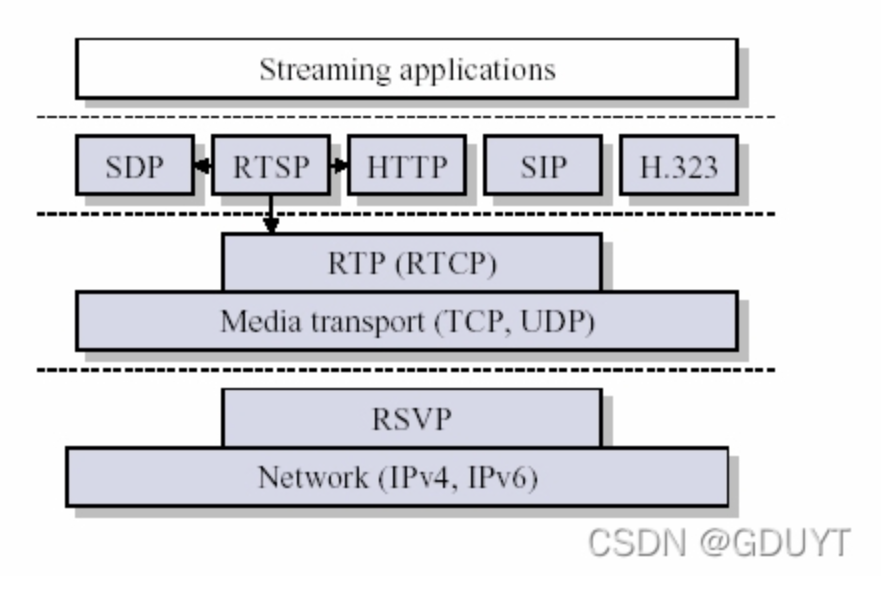 Streaming applications
SDP
RTSP
HTTP
SIP
H.323
RTP (RTCP)
Media transport (TCP, UDP)
RSVP
Network (IPv4, IPv6)
CSDN @GDUYT